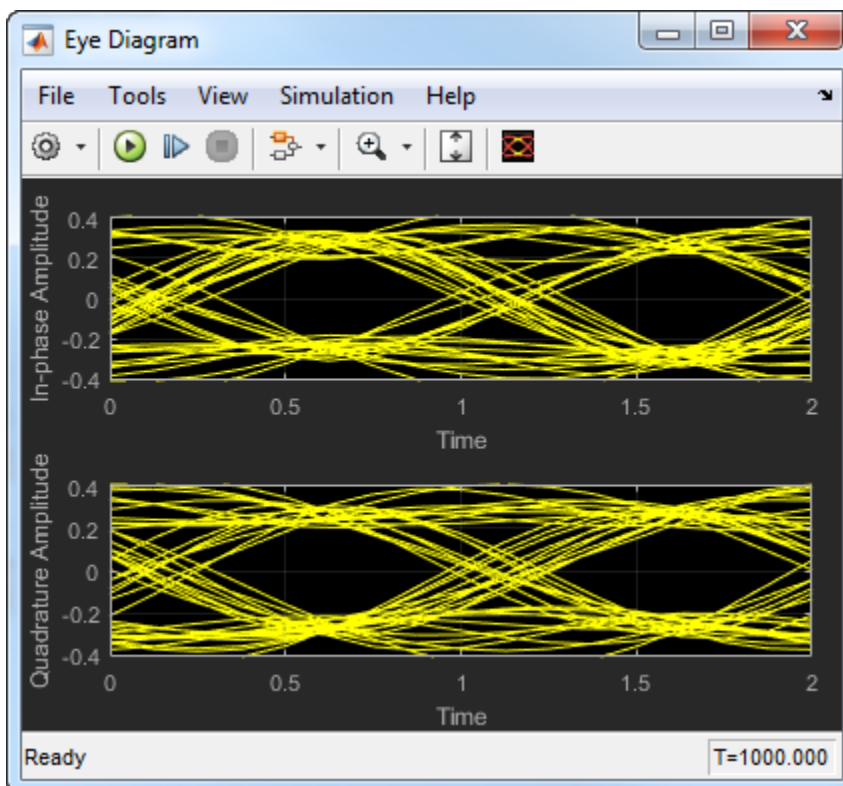 Eye Diagram
File Tools View Simulation Help
In-phase Amplitude
0.4
0.2
0
-0.2
-0.4
0 0.5 1 1.5 2
Time
Quadrature Amplitude
0.4
0.2
0
-0.2
-0.4
0 0.5 1 1.5 2
Time
Ready T=1000.000